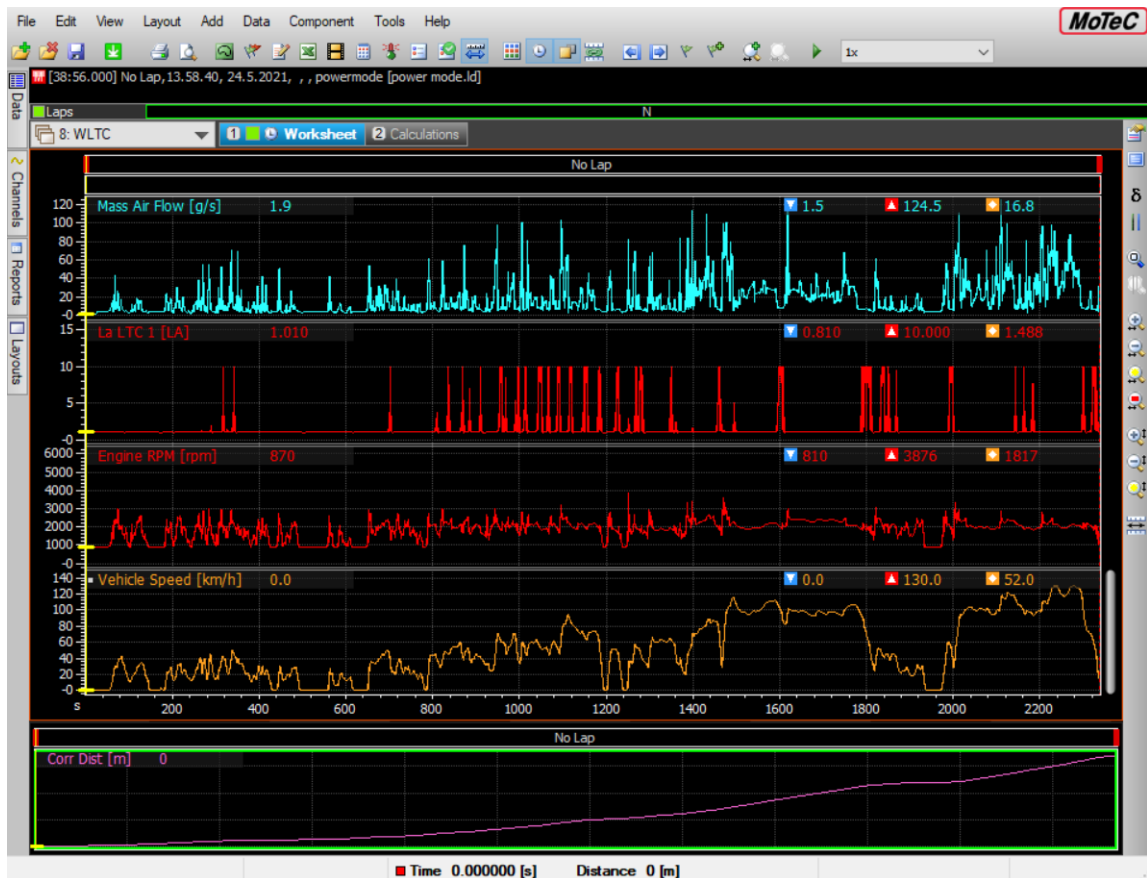 File Edit View Layout Add Data Component Tools Help MoTeC
1x
[38:56.000] No Lap,13.58.40, 24.5.2021, , , powermode [power mode.ld]
Data
Channels
Reports
Layouts
Laps N
8: WLTC 1 Worksheet 2 Calculations
No Lap
Mass Air Flow [g/s] 1.9 1.5 124.5 16.8
120
100
80
60
40
20
-0
La LTC 1 [LA] 1.010 0.810 10.000 1.488
15
10
5
-0
Engine RPM [rpm] 870 810 3876 1817
6000
5000
4000
3000
2000
1000
-0
Vehicle Speed [km/h] 0.0 0.0 130.0 52.0
140
120
100
80
60
40
20
-0
s 200 400 600 800 1000 1200 1400 1600 1800 2000 2200
No Lap
Corr Dist [m] 0
Time 0.000000 [s] Distance 0 [m]
δ